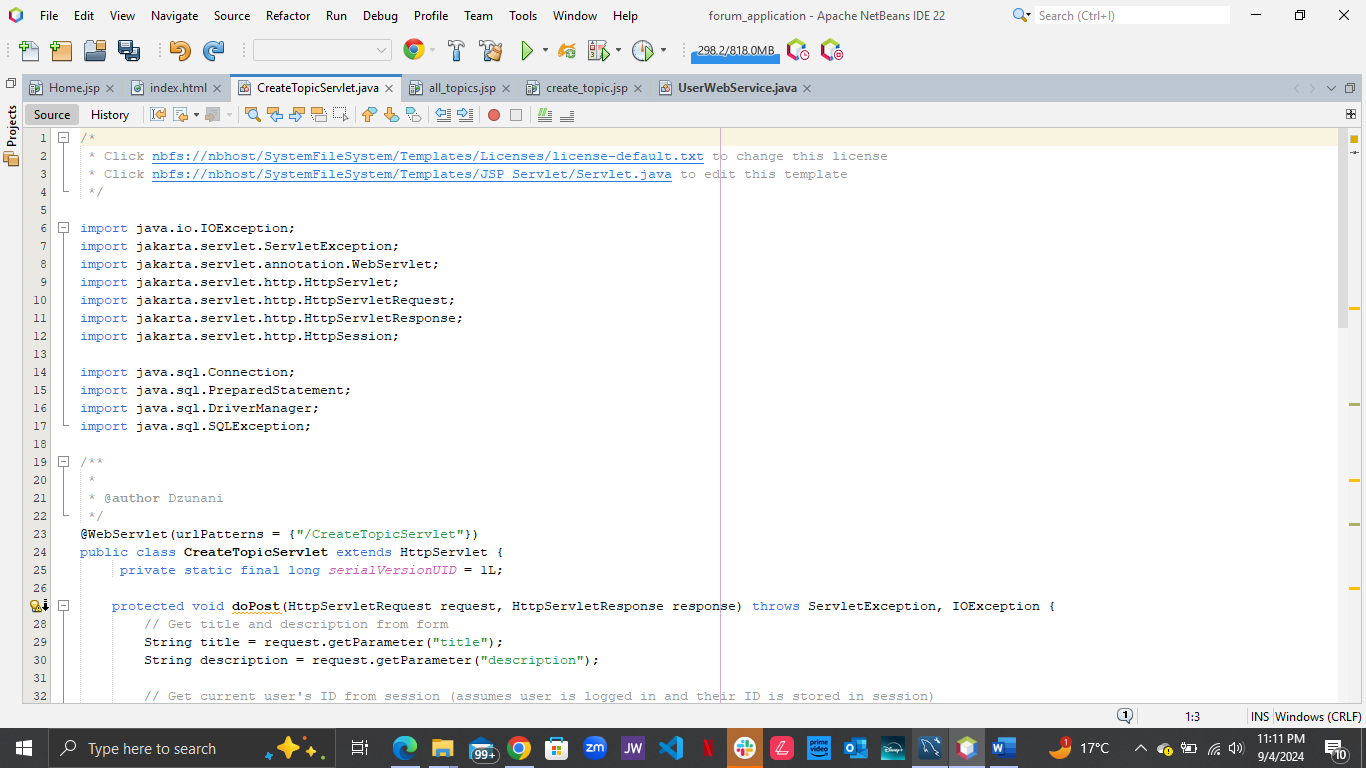 File Edit View Navigate Source Refactor Run Debug Profile Team Tools Window Help forum_application - Apache NetBeans IDE 22 Search (Ctrl+I)
298.2/818.0MB
Home.jsp index.html CreateTopicServlet.java all_topics.jsp create_topic.jsp UserWebService.java
Projects
Source History
1 /*
2 * Click nbfs://nbhost/SystemFileSystem/Templates/Licenses/license-default.txt to change this license
3 * Click nbfs://nbhost/SystemFileSystem/Templates/JSP_Servlet/Servlet.java to edit this template
4 */
5
6 import java.io.IOException;
7 import jakarta.servlet.ServletException;
8 import jakarta.servlet.annotation.WebServlet;
9 import jakarta.servlet.http.HttpServlet;
10 import jakarta.servlet.http.HttpServletRequest;
11 import jakarta.servlet.http.HttpServletResponse;
12 import jakarta.servlet.http.HttpSession;
13
14 import java.sql.Connection;
15 import java.sql.PreparedStatement;
16 import java.sql.DriverManager;
17 import java.sql.SQLException;
18
19 /**
20 *
21 * @author Dzunani
22 */
23 @WebServlet(urlPatterns = {"/CreateTopicServlet"})
24 public class CreateTopicServlet extends HttpServlet {
25 private static final long serialVersionUID = 1L;
26
protected void doPost(HttpServletRequest request, HttpServletResponse response) throws ServletException, IOException {
28 // Get title and description from form
29 String title = request.getParameter("title");
30 String description = request.getParameter("description");
31
32 // Get current user's ID from session (assumes user is logged in and their ID is stored in session)
1 1:3 INS Windows (CRLF)
Type here to search 99+ zm JW prime video Disney+ W 1 17°C 11:11 PM
9/4/2024 10